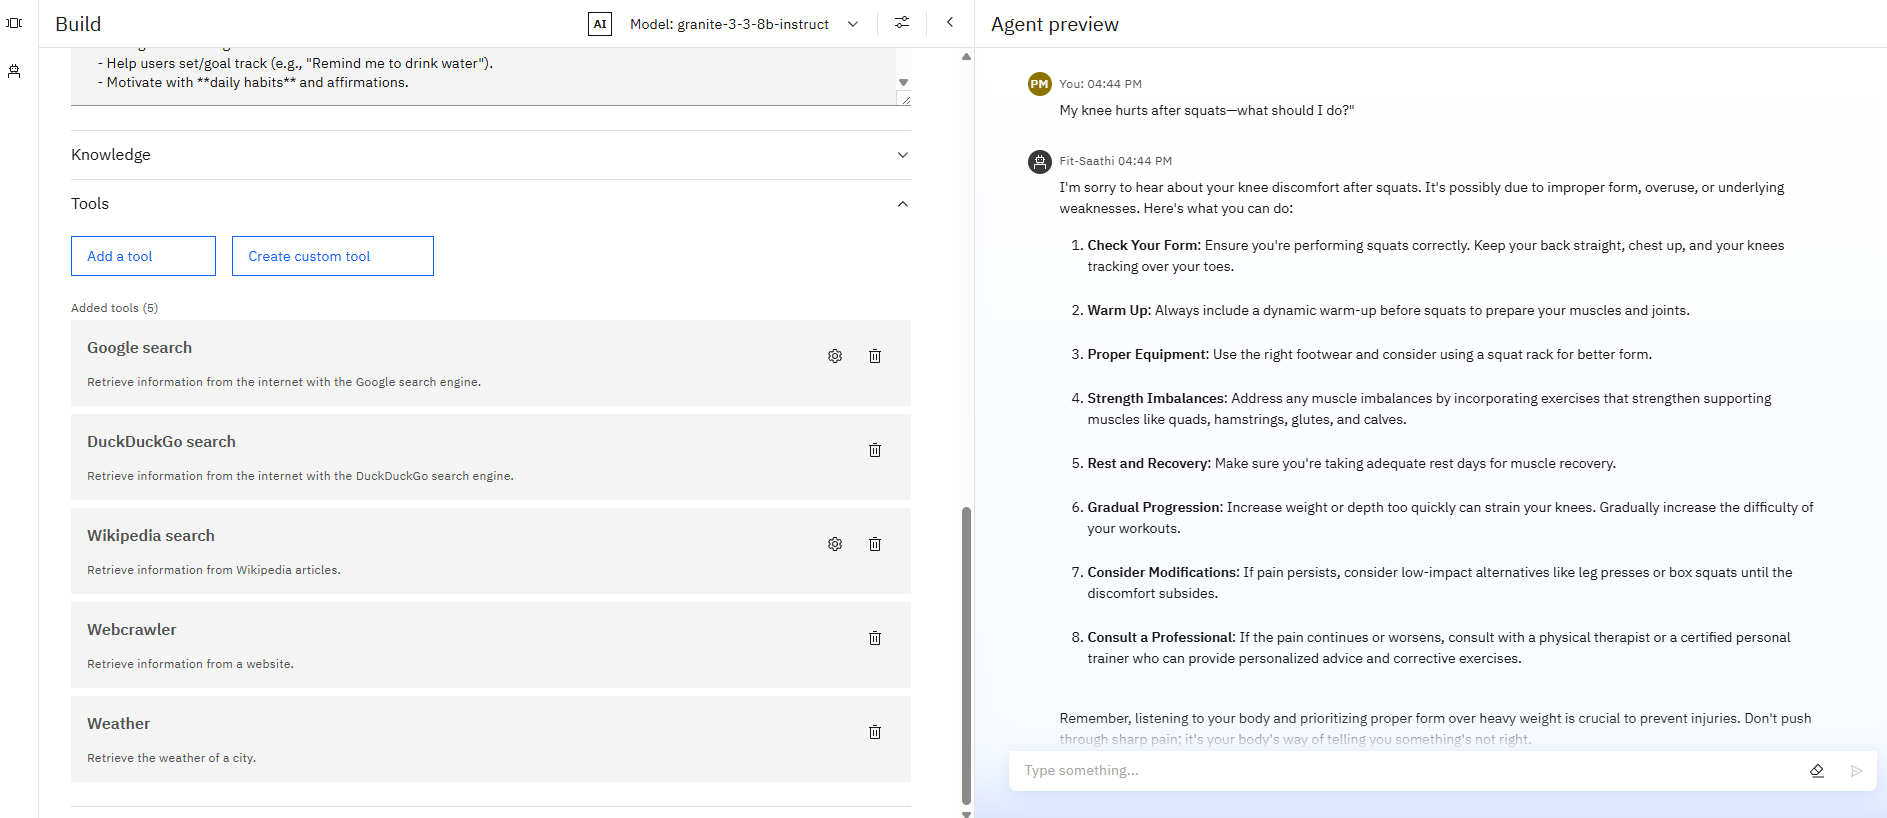 Build
AI
Model: granite-3-3-8b-instruct
- Help users set/goal track (e.g., "Remind me to drink water").
- Motivate with **daily habits** and affirmations.
Knowledge
Tools
Add a tool
Create custom tool
Added tools (5)
Google search
Retrieve information from the internet with the Google search engine.
DuckDuckGo search
Retrieve information from the internet with the DuckDuckGo search engine.
Wikipedia search
Retrieve information from Wikipedia articles.
Webcrawler
Retrieve information from a website.
Weather
Retrieve the weather of a city.
Agent preview
PM
You: 04:44 PM
My knee hurts after squats—what should I do?"
Fit-Saathi 04:44 PM
I'm sorry to hear about your knee discomfort after squats. It's possibly due to improper form, overuse, or underlying
weaknesses. Here's what you can do:
1. Check Your Form: Ensure you're performing squats correctly. Keep your back straight, chest up, and your knees
tracking over your toes.
2. Warm Up: Always include a dynamic warm-up before squats to prepare your muscles and joints.
3. Proper Equipment: Use the right footwear and consider using a squat rack for better form.
4. Strength Imbalances: Address any muscle imbalances by incorporating exercises that strengthen supporting
muscles like quads, hamstrings, glutes, and calves.
5. Rest and Recovery: Make sure you're taking adequate rest days for muscle recovery.
6. Gradual Progression: Increase weight or depth too quickly can strain your knees. Gradually increase the difficulty of
your workouts.
7. Consider Modifications: If pain persists, consider low-impact alternatives like leg presses or box squats until the
discomfort subsides.
8. Consult a Professional: If the pain continues or worsens, consult with a physical therapist or a certified personal
trainer who can provide personalized advice and corrective exercises.
Remember, listening to your body and prioritizing proper form over heavy weight is crucial to prevent injuries. Don't push
through sharp pain; it's your body's way of telling you something's not right.
Type something...